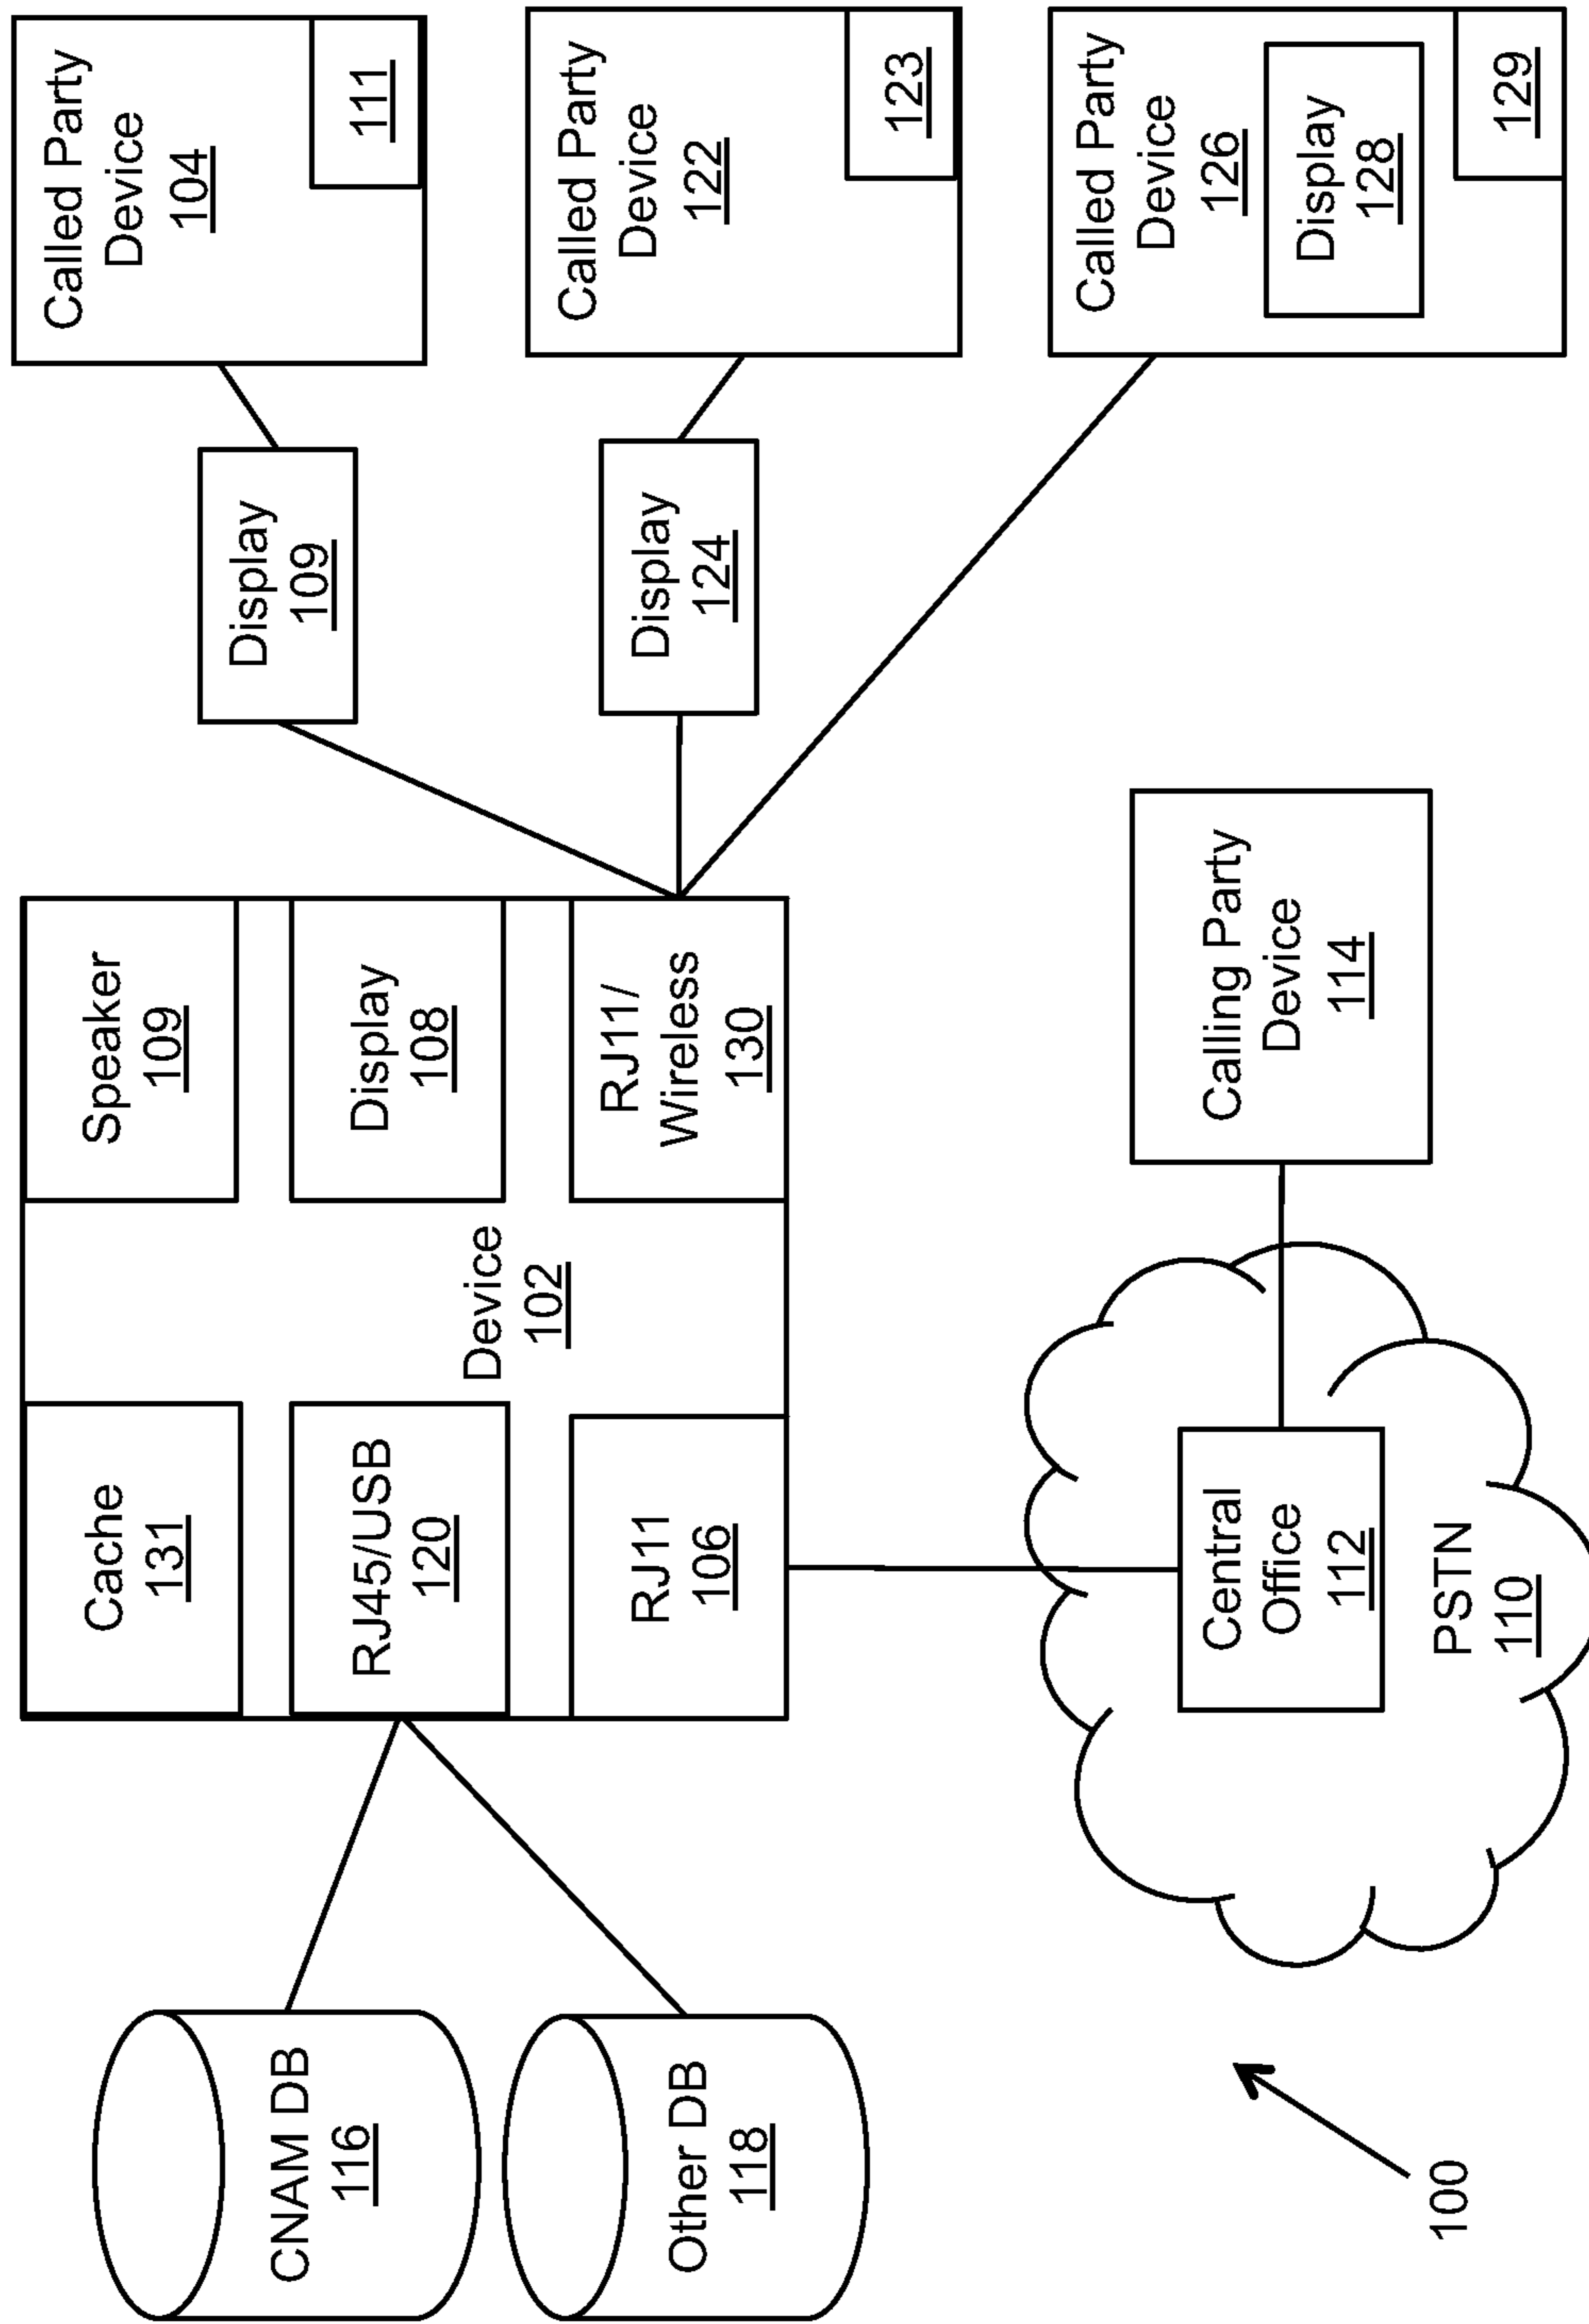 CNAM DB
116
Other DB
118
100
Cache
131
RJ45/USB
120
RJ11
106
Device
102
Speaker
109
Display
108
RJ11/
Wireless
130
Central
Office
112
PSTN
110
Calling Party
Device
114
Display
109
Display
124
Called Party
Device
104
111
Called Party
Device
122
123
Called Party
Device
126
Display
128
129